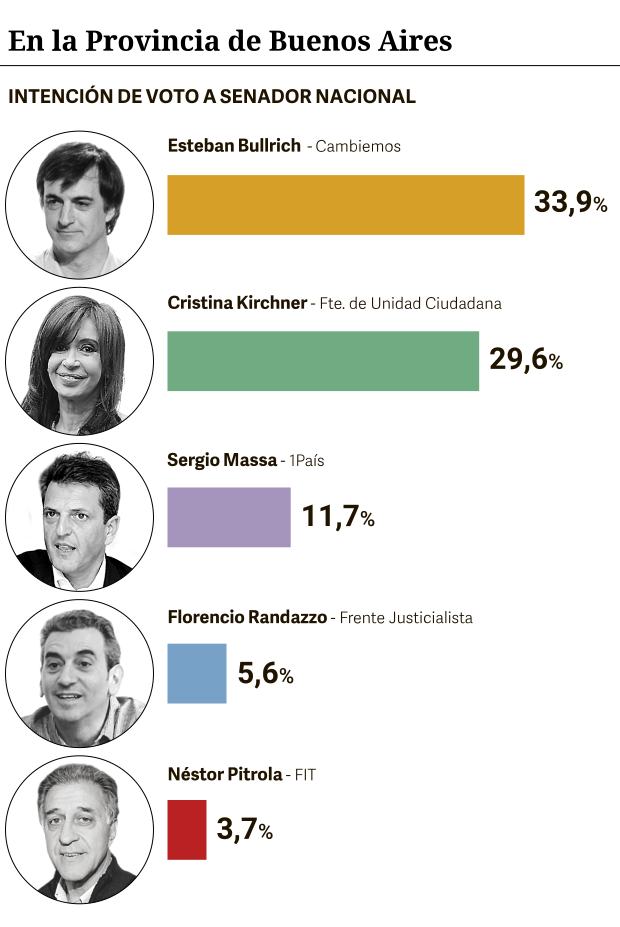 En la Provincia de Buenos Aires
INTENCIÓN DE VOTO A SENADOR NACIONAL
Esteban Bullrich - Cambiemos
33,9%
Cristina Kirchner - Fte. de Unidad Ciudadana
29,6%
Sergio Massa - 1País
11,7%
Florencio Randazzo - Frente Justicialista
5,6%
Néstor Pitrola - FIT
3,7%